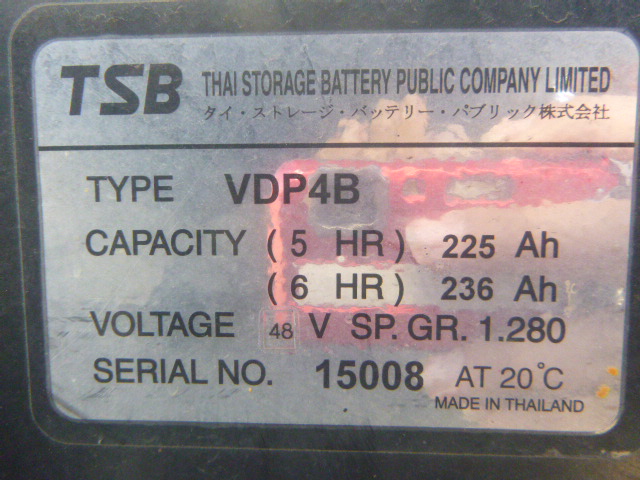 TSB THAI STORAGE BATTERY PUBLIC COMPANY LIMITED
タイ・ストレージ・バッテリー・パブリック株式会社
TYPE VDP4B
CAPACITY (5 HR) 225 Ah
(6 HR) 236 Ah
VOLTAGE 48 V SP. GR. 1.280
SERIAL NO. 15008 AT 20°C
MADE IN THAILAND